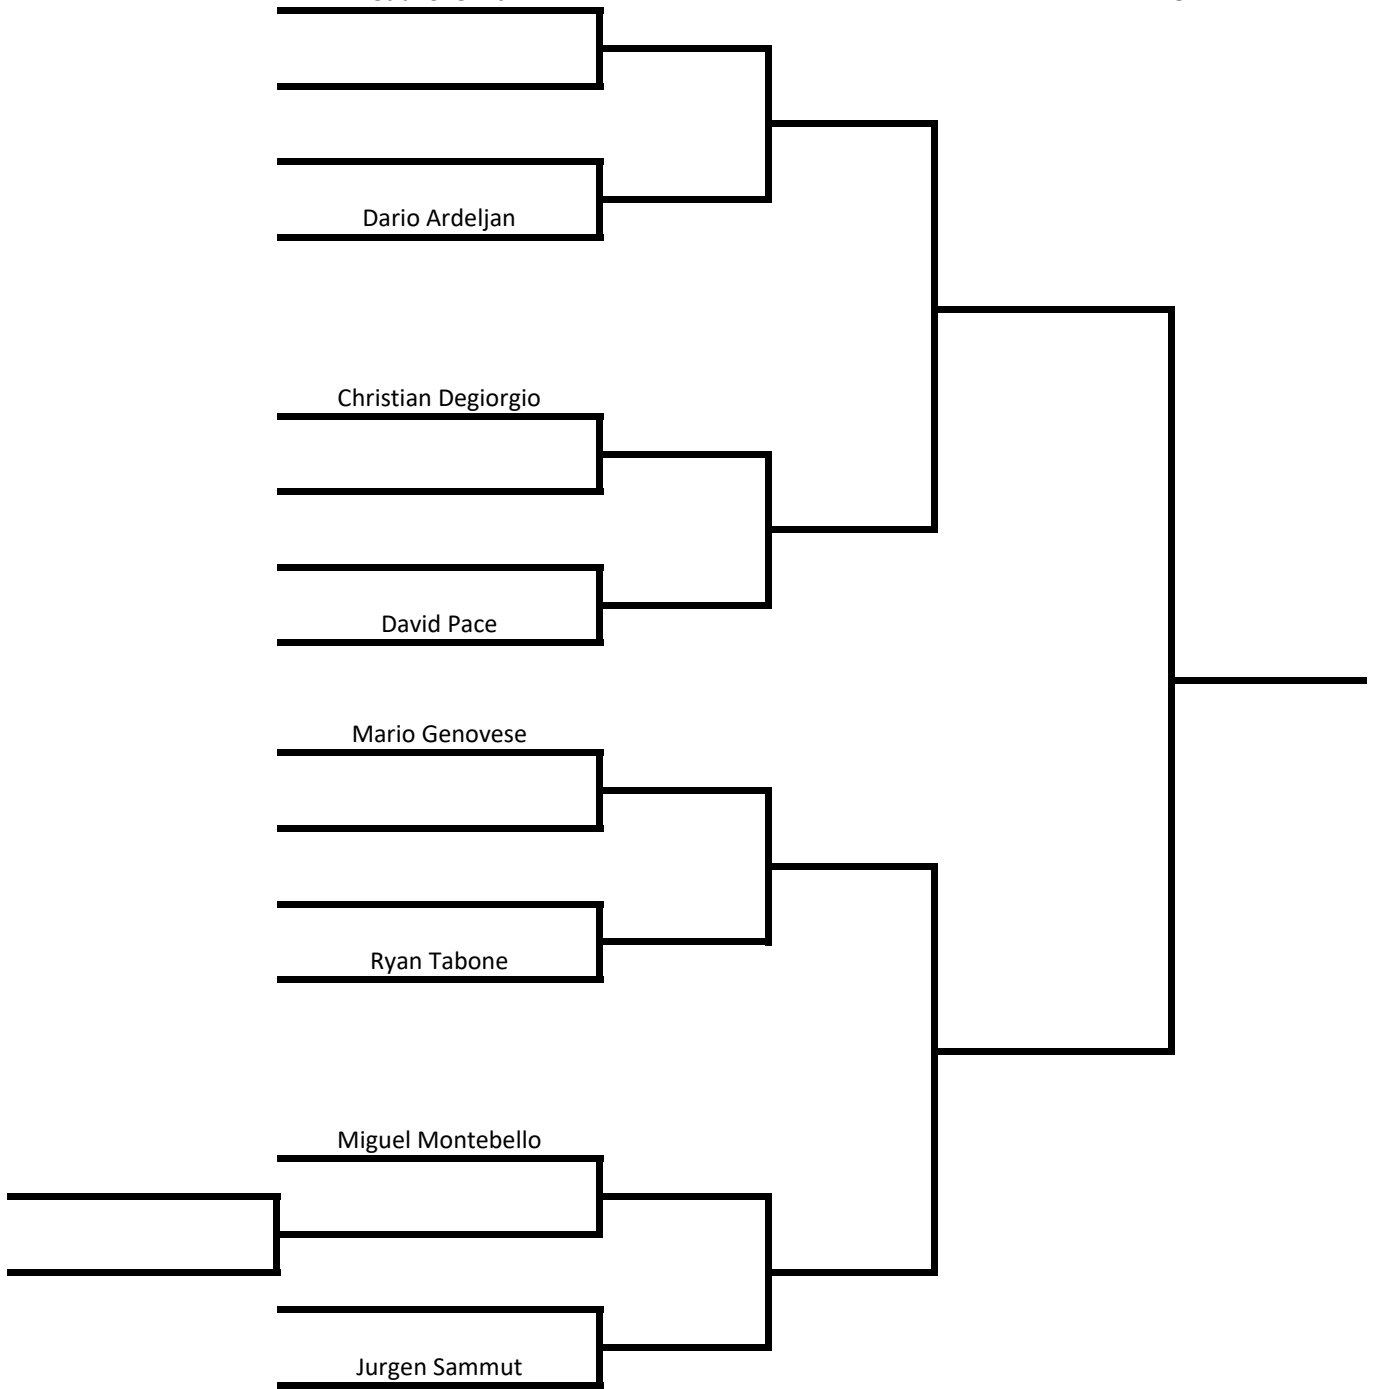 Dario Ardeljan
Christian Degiorgio
David Pace
Mario Genovese
Ryan Tabone
Miguel Montebello
Jurgen Sammut